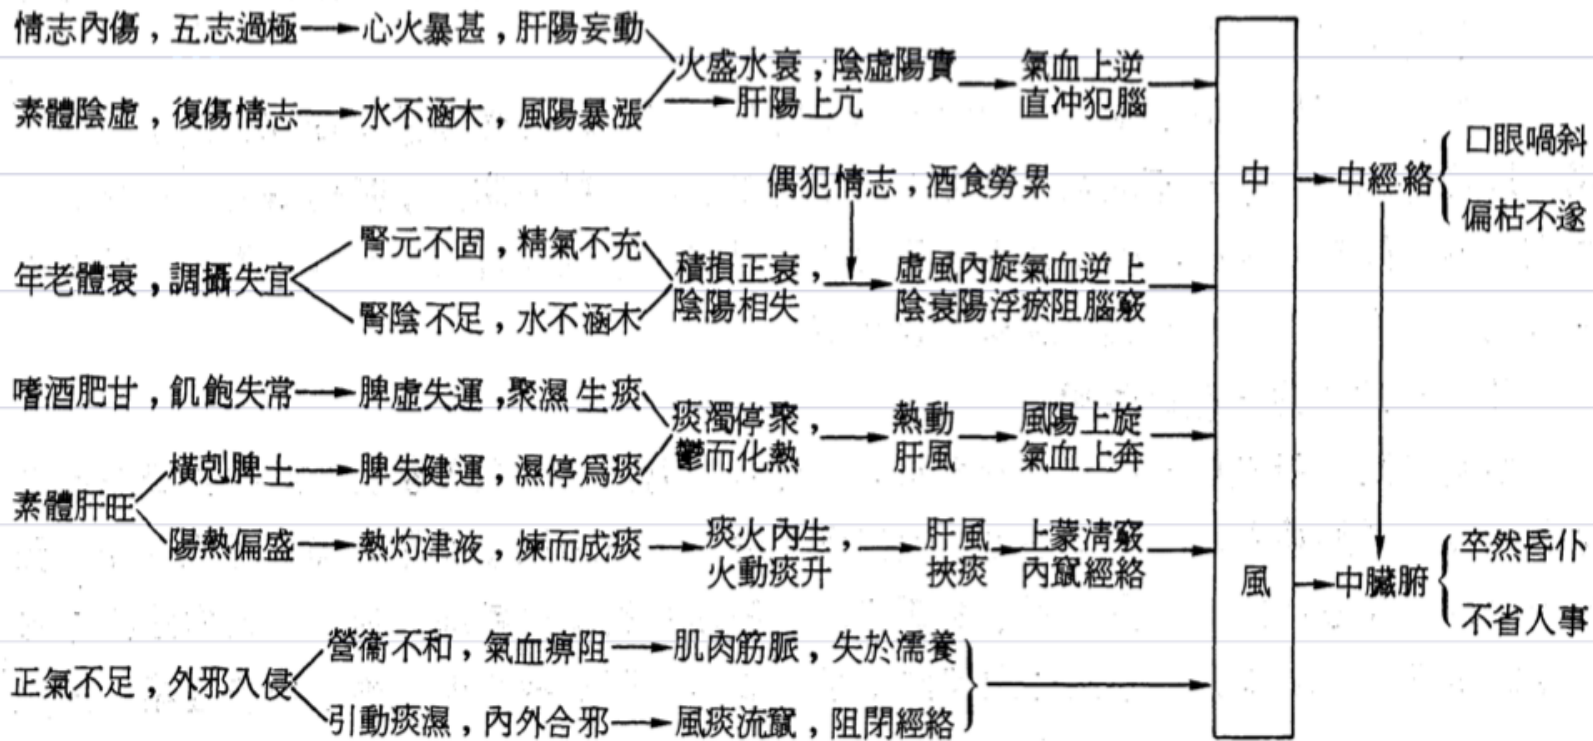 情志內傷，五志過極 心火暴甚，肝陽妄動
火盛水衰，陰虛陽實 氣血上逆
肝陽上亢 直冲犯腦
素體陰虛，復傷情志 水不涵木，風陽暴漲
偶犯情志，酒食勞累
年老體衰，調攝失宜
腎元不固，精氣不充
腎陰不足，水不涵木
積損正衰， 虛風內旋氣血逆上
陰陽相失 陰衰陽浮瘀阻腦竅
嗜酒肥甘，飢飽失常 脾虛失運，聚濕生痰
素體肝旺
橫剋脾土 脾失健運，濕停爲痰
痰濁停聚， 熱動 風陽上旋
鬱而化熱 肝風 氣血上奔
陽熱偏盛 熱灼津液，煉而成痰
痰火內生， 肝風 上蒙淸竅
火動痰升 挾痰 內竄經絡
正氣不足，外邪入侵
營衞不和，氣血痹阻 肌肉筋脈，失於濡養
引動痰濕，內外合邪 風痰流竄，阻閉經絡
中
風
中經絡
口眼喎斜
偏枯不遂
中臟腑
卒然昏仆
不省人事